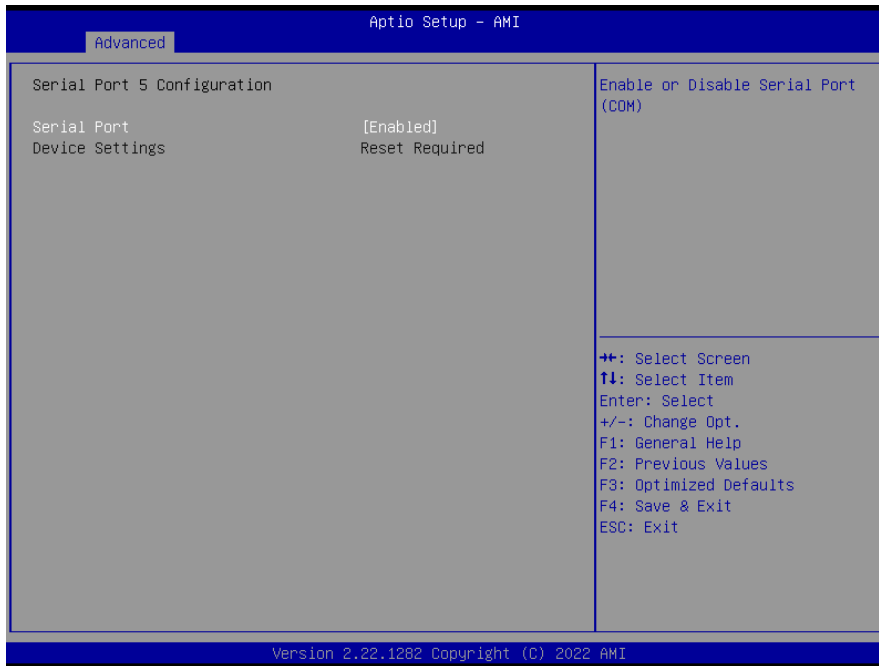 Aptio Setup – AMI
Advanced
Serial Port 5 Configuration
Serial Port [Enabled]
Device Settings Reset Required
Enable or Disable Serial Port
(COM)
→←: Select Screen
↑↓: Select Item
Enter: Select
+/-: Change Opt.
F1: General Help
F2: Previous Values
F3: Optimized Defaults
F4: Save & Exit
ESC: Exit
Version 2.22.1282 Copyright (C) 2022 AMI